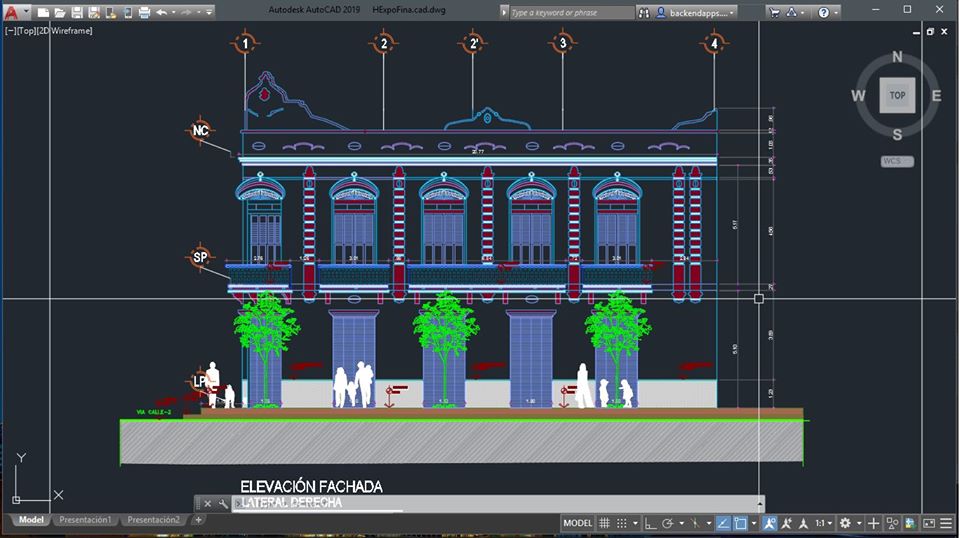 Autodesk AutoCAD 2019 HExpoFina.cad.dwg
Type a keyword or phrase
backendapps....
[−][Top][2D Wireframe]
1 2 2' 3 4
N
W TOP E
S
WCS
NC
20.77
SP
LP
VIA CALLE-2
Y
X
ELEVACIÓN FACHADA
LATERAL DERECHA
Model Presentación1 Presentación2 +
MODEL 1:1